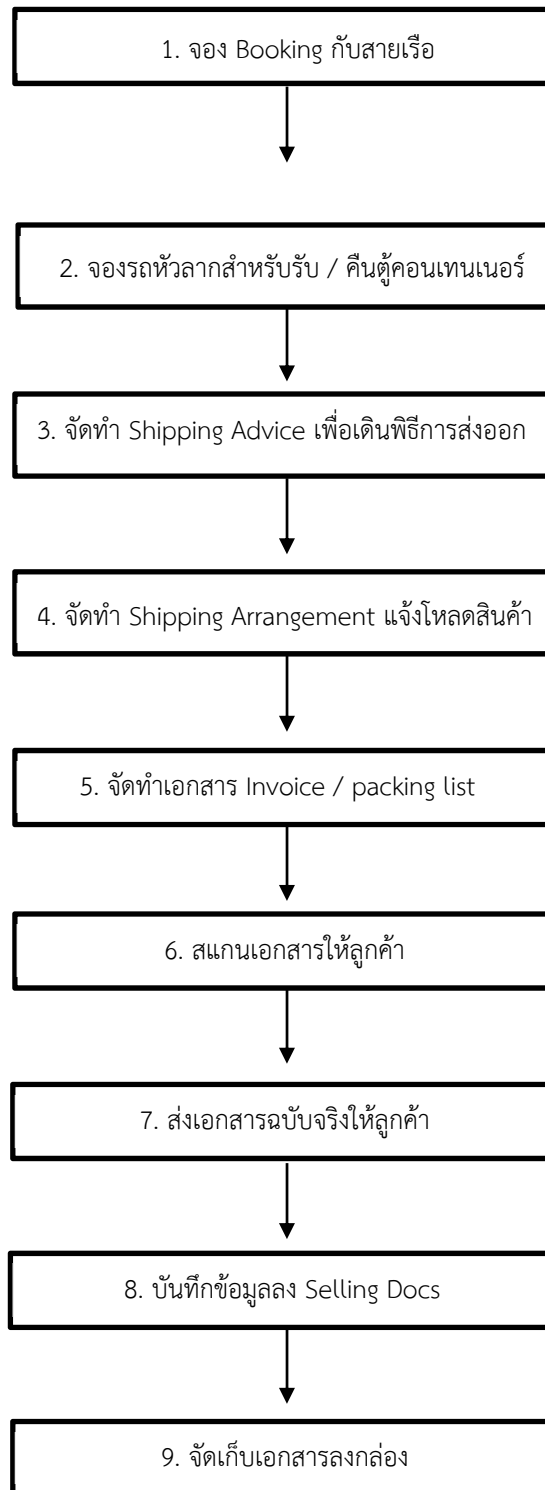 1. จอง Booking กับสายเรือ
2. จองรถหัวลากสำหรับรับ / คืนตู้คอนเทนเนอร์
3. จัดทำ Shipping Advice เพื่อเดินพิธีการส่งออก
4. จัดทำ Shipping Arrangement แจ้งโหลดสินค้า
5. จัดทำเอกสาร Invoice / packing list
6. สแกนเอกสารให้ลูกค้า
7. ส่งเอกสารฉบับจริงให้ลูกค้า
8. บันทึกข้อมูลลง Selling Docs
9. จัดเก็บเอกสารลงกล่อง